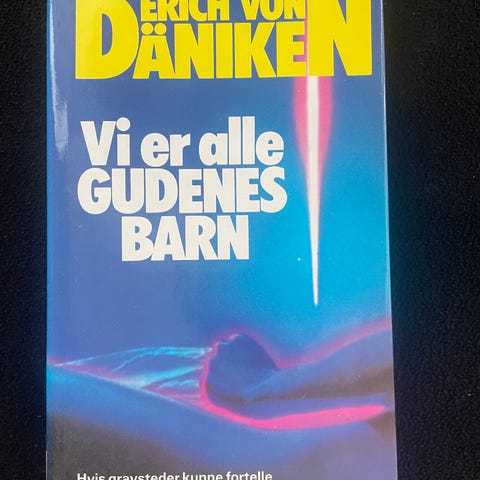 ERICH VON
DÄNIKEN
Vi er alle
GUDENES
BARN
Hvis gravsteder kunne fortelle